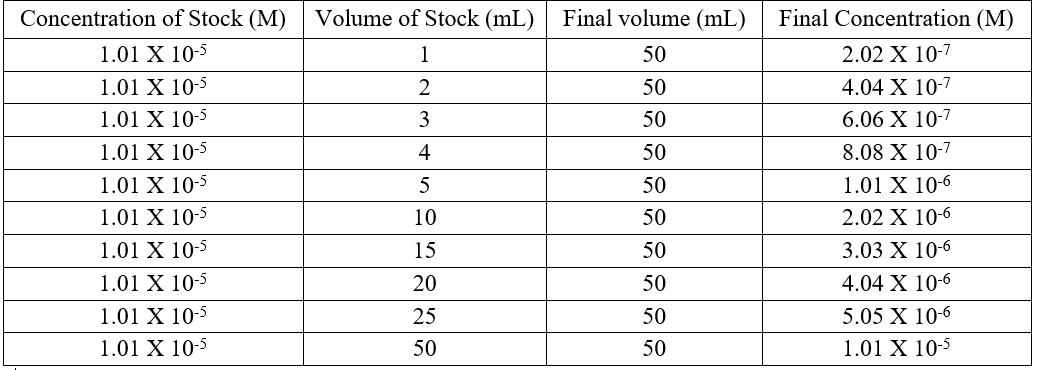 Concentration of Stock (M) Volume of Stock (mL) Final volume (mL) Final Concentration (M)
1.01 X 10⁻⁵ 1 50 2.02 X 10⁻⁷
1.01 X 10⁻⁵ 2 50 4.04 X 10⁻⁷
1.01 X 10⁻⁵ 3 50 6.06 X 10⁻⁷
1.01 X 10⁻⁵ 4 50 8.08 X 10⁻⁷
1.01 X 10⁻⁵ 5 50 1.01 X 10⁻⁶
1.01 X 10⁻⁵ 10 50 2.02 X 10⁻⁶
1.01 X 10⁻⁵ 15 50 3.03 X 10⁻⁶
1.01 X 10⁻⁵ 20 50 4.04 X 10⁻⁶
1.01 X 10⁻⁵ 25 50 5.05 X 10⁻⁶
1.01 X 10⁻⁵ 50 50 1.01 X 10⁻⁵